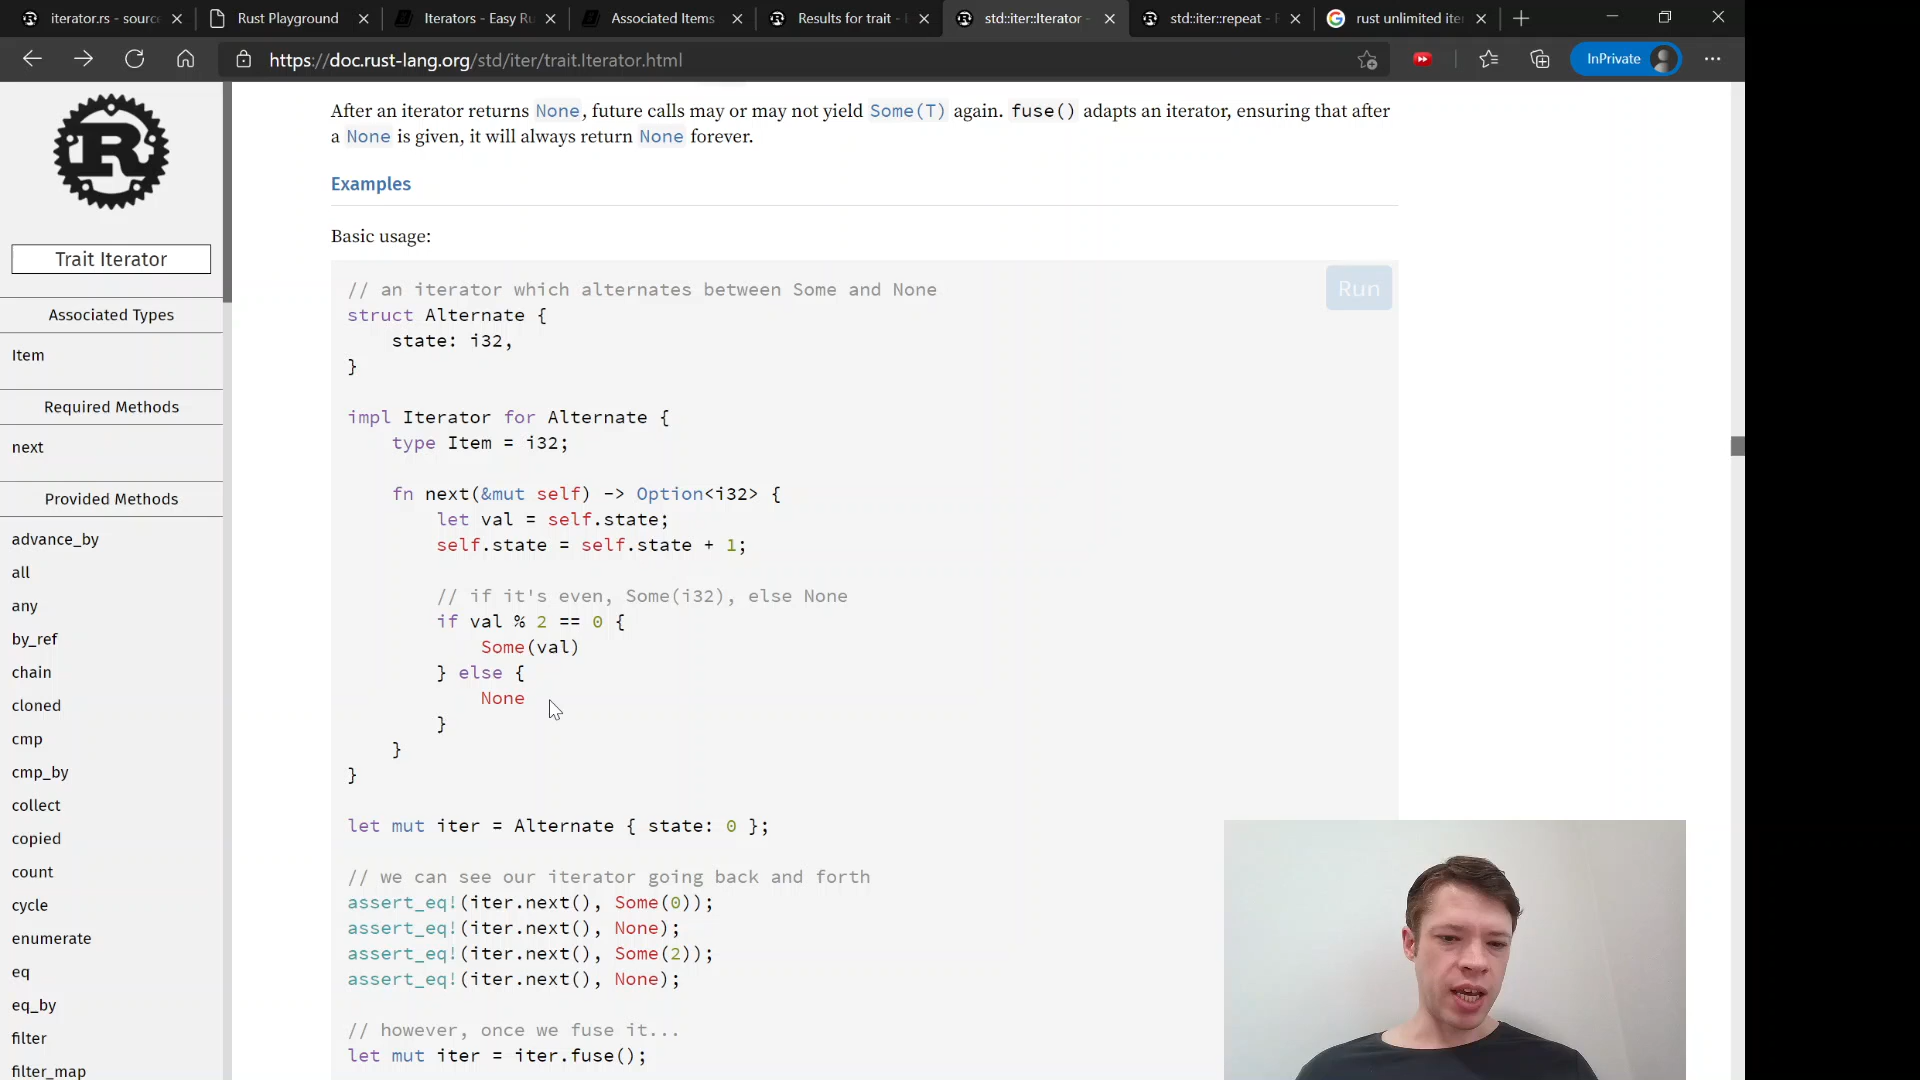 iterator.rs - sourc
Rust Playground
Iterators - Easy Ru
Associated Items
Results for trait -
std::iter::Iterator -
std::iter::repeat -
rust unlimited ite
https://doc.rust-lang.org/std/iter/trait.Iterator.html
InPrivate
After an iterator returns None, future calls may or may not yield Some(T) again. fuse() adapts an iterator, ensuring that after
a None is given, it will always return None forever.
Examples
Basic usage:
Run
// an iterator which alternates between Some and None
struct Alternate {
    state: i32,
}
impl Iterator for Alternate {
    type Item = i32;
    fn next(&mut self) -> Option<i32> {
        let val = self.state;
        self.state = self.state + 1;
        // if it's even, Some(i32), else None
        if val % 2 == 0 {
            Some(val)
        } else {
            None
        }
    }
}
let mut iter = Alternate { state: 0 };
// we can see our iterator going back and forth
assert_eq!(iter.next(), Some(0));
assert_eq!(iter.next(), None);
assert_eq!(iter.next(), Some(2));
assert_eq!(iter.next(), None);
// however, once we fuse it...
let mut iter = iter.fuse();
R
Trait Iterator
Associated Types
Item
Required Methods
next
Provided Methods
advance_by
all
any
by_ref
chain
cloned
cmp
cmp_by
collect
copied
count
cycle
enumerate
eq
eq_by
filter
filter_map